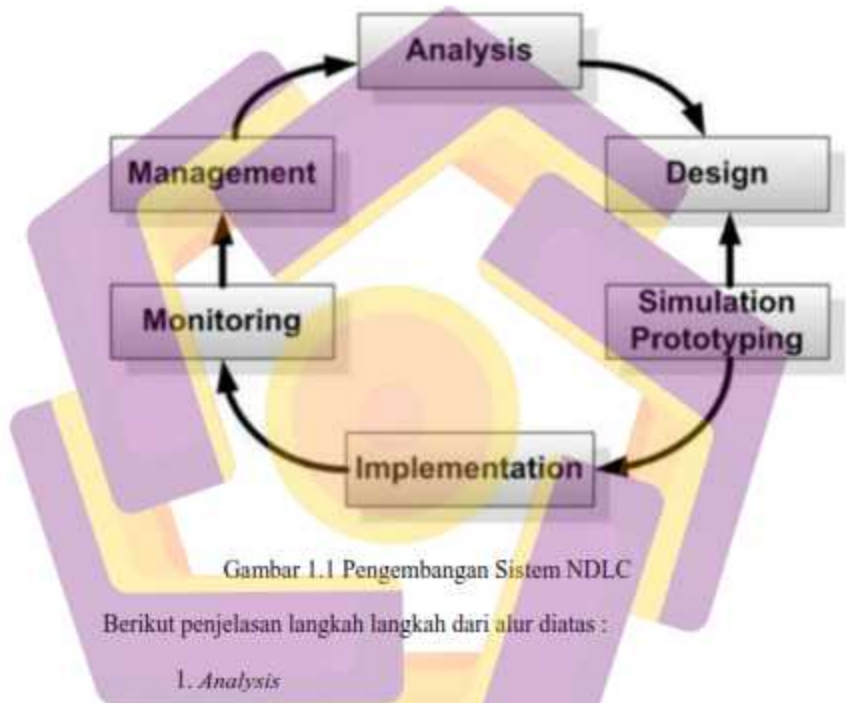 Analysis
Management
Design
Monitoring
Simulation
Prototyping
Implementation
Gambar 1.1 Pengembangan Sistem NDLC
Berikut penjelasan langkah langkah dari alur diatas :
1. Analysis